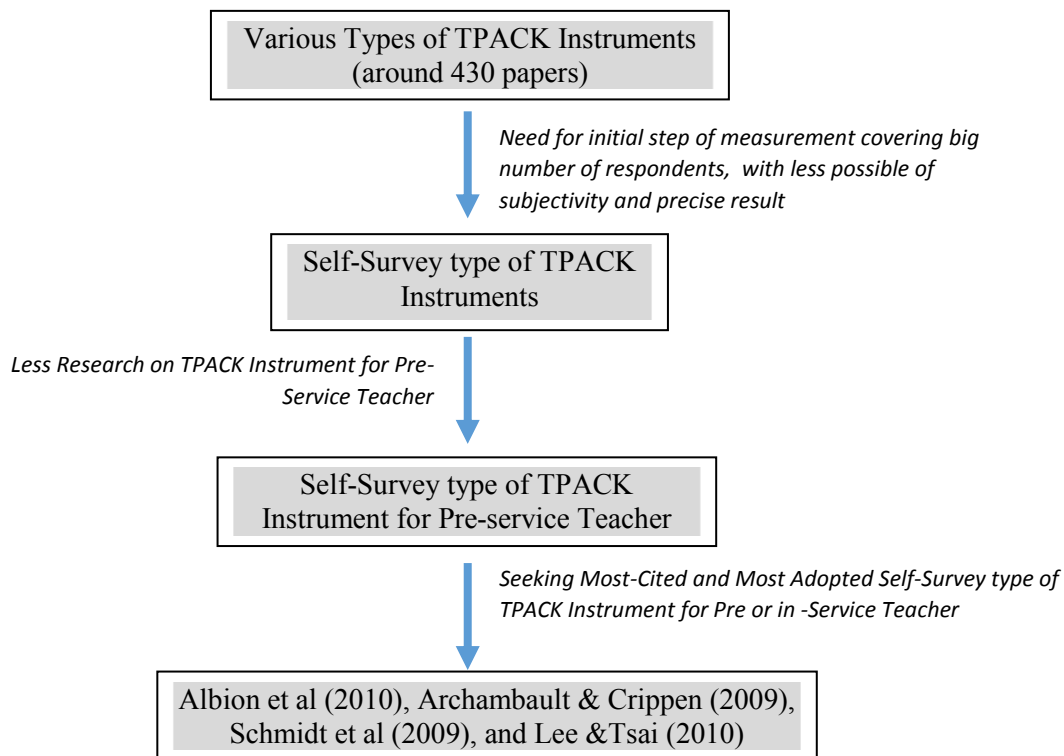 Various Types of TPACK Instruments
(around 430 papers)
Need for initial step of measurement covering big
number of respondents,  with less possible of
subjectivity and precise result
Self-Survey type of TPACK
Instruments
Less Research on TPACK Instrument for Pre-
Service Teacher
Self-Survey type of TPACK
Instrument for Pre-service Teacher
Seeking Most-Cited and Most Adopted Self-Survey type of
TPACK Instrument for Pre or in -Service Teacher
Albion et al (2010), Archambault & Crippen (2009),
Schmidt et al (2009), and Lee &Tsai (2010)